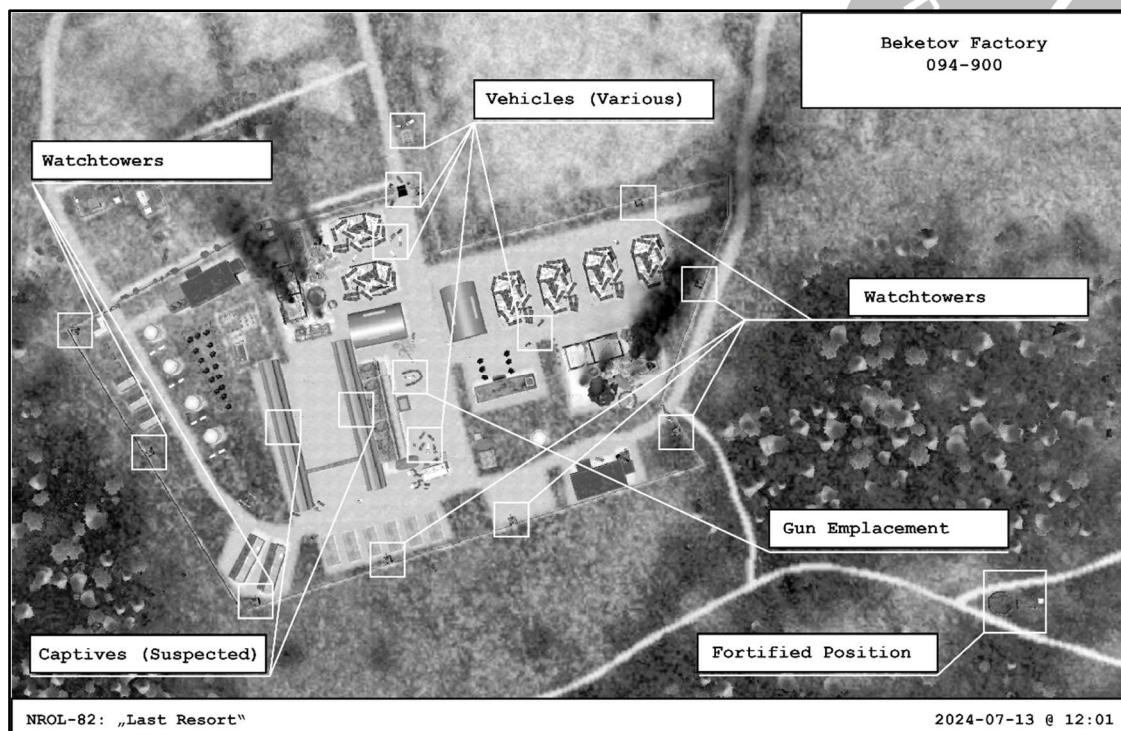 Beketov Factory
094-900
Vehicles (Various)
Watchtowers
Watchtowers
Gun Emplacement
Captives (Suspected)
Fortified Position
NROL-82: „Last Resort“
2024-07-13 @ 12:01